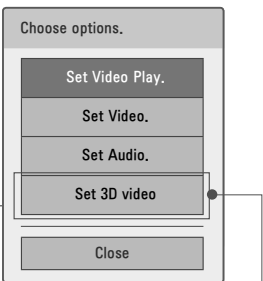 Choose options.
Set Video Play.
Set Video.
Set Audio.
Set 3D video
Close